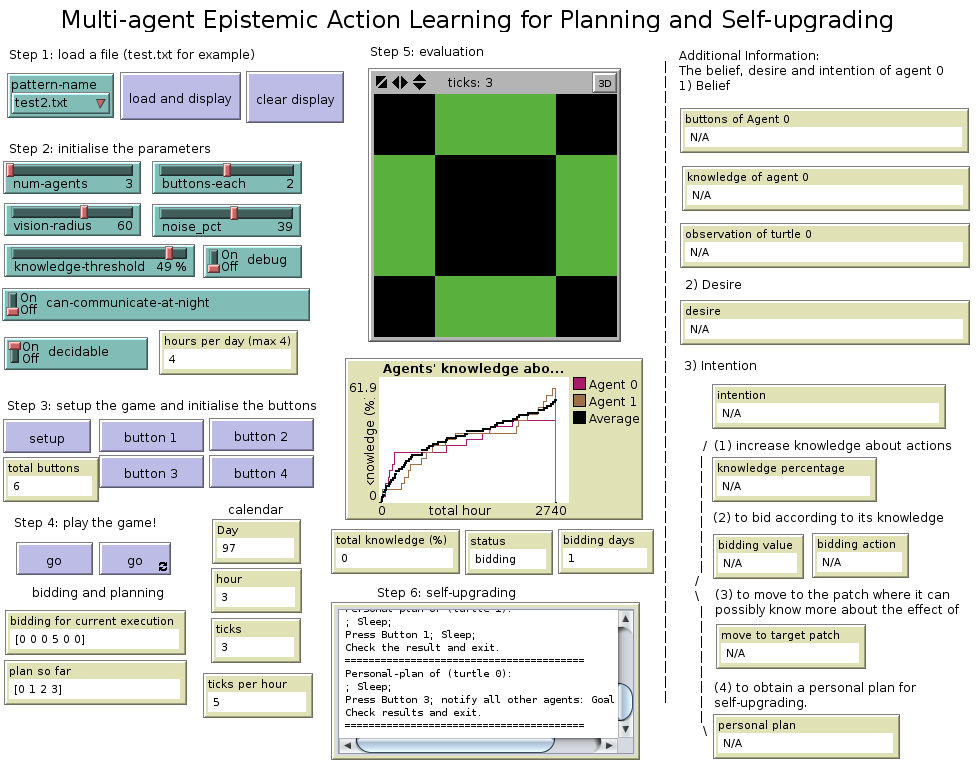 Multi-agent Epistemic Action Learning for Planning and Self-upgrading
Step 1: load a file (test.txt for example)
pattern-name
test2.txt
load and display
clear display
Step 2: initialise the parameters
num-agents 3
buttons-each 2
vision-radius 60
noise_pct 39
knowledge-threshold 49 %
On
Off
debug
On
Off
can-communicate-at-night
On
Off
decidable
hours per day (max 4)
4
Step 3: setup the game and initialise the buttons
setup
button 1
button 2
total buttons
6
button 3
button 4
Step 4: play the game!
go
go
bidding and planning
bidding for current execution
[0 0 0 5 0 0]
plan so far
[0 1 2 3]
calendar
Day
97
hour
3
ticks
3
ticks per hour
5
Step 5: evaluation
ticks: 3
3D
Agents' knowledge abo...
61.9
knowledge (%)
0
0
total hour
2740
Agent 0
Agent 1
Average
total knowledge (%)
0
status
bidding
bidding days
1
Step 6: self-upgrading
Personal-plan of (turtle 1):
; Sleep;
Press Button 1; Sleep;
Check the result and exit.
========================================
Personal-plan of (turtle 0):
; Sleep;
Press Button 3; notify all other agents: Goal
Check results and exit.
========================================
Additional Information:
The belief, desire and intention of agent 0
1) Belief
buttons of Agent 0
N/A
knowledge of agent 0
N/A
observation of turtle 0
N/A
2) Desire
desire
N/A
3) Intention
intention
N/A
/ (1) increase knowledge about actions
knowledge percentage
N/A
(2) to bid according to its knowledge
bidding value
N/A
bidding action
N/A
/
\ (3) to move to the patch where it can
possibly know more about the effect of
move to target patch
N/A
(4) to obtain a personal plan for
self-upgrading.
\
personal plan
N/A